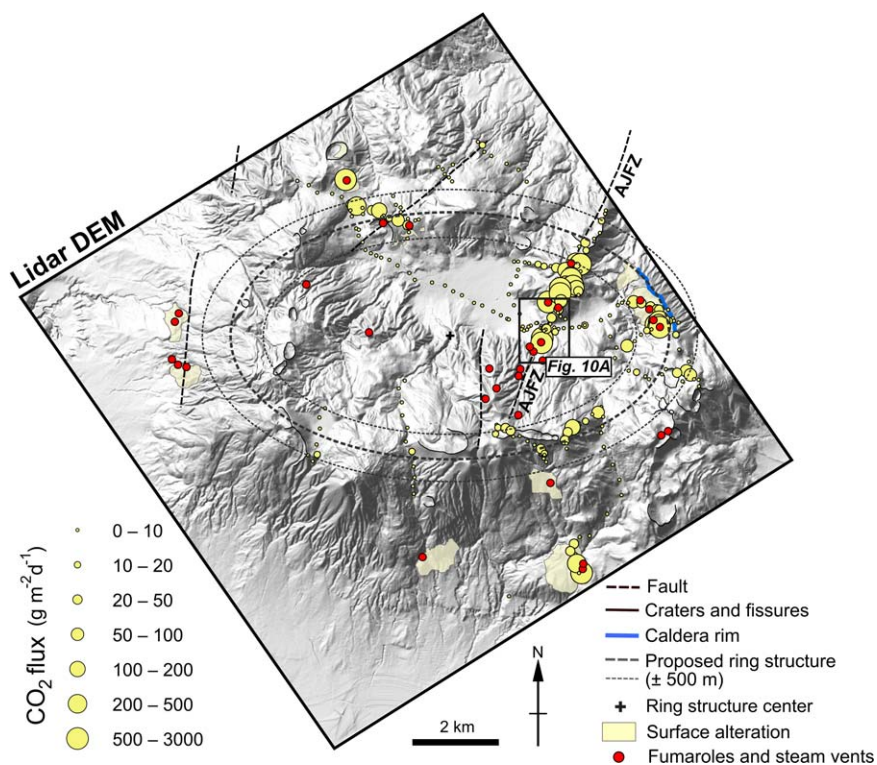 Lidar DEM
AJFZ
AJFZ
Fig. 10A
CO2 flux (g m-2d-1)
0 – 10
10 – 20
20 – 50
50 – 100
100 – 200
200 – 500
500 – 3000
N
2 km
Fault
Craters and fissures
Caldera rim
Proposed ring structure
(± 500 m)
Ring structure center
Surface alteration
Fumaroles and steam vents